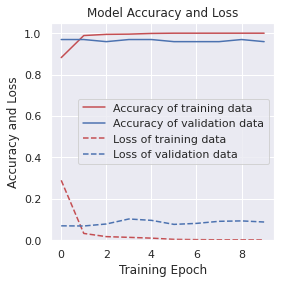 Model Accuracy and Loss
Accuracy and Loss
1.0
0.8
0.6
0.4
0.2
0.0
Accuracy of training data
Accuracy of validation data
Loss of training data
Loss of validation data
0 2 4 6 8
Training Epoch